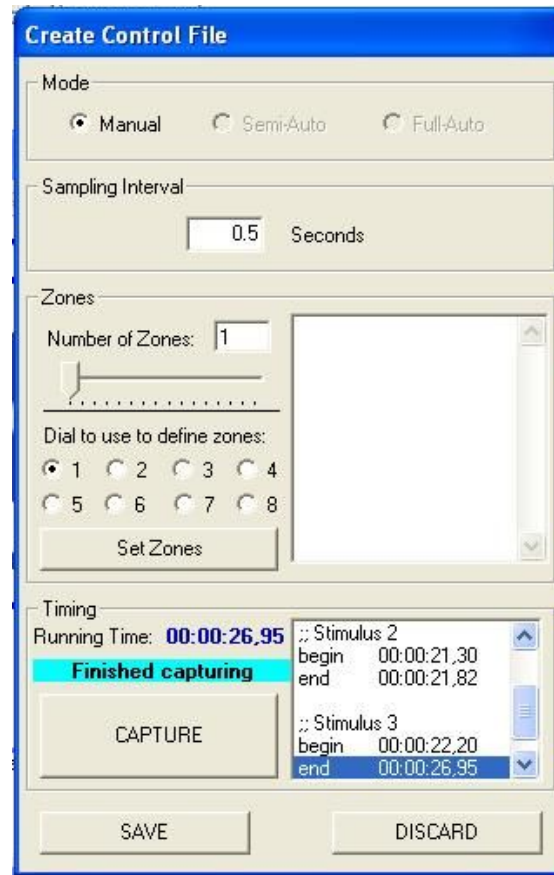 Create Control File
Mode
Manual Semi-Auto Full-Auto
Sampling Interval
0.5 Seconds
Zones
Number of Zones: 1
Dial to use to define zones:
1 2 3 4
5 6 7 8
Set Zones
Timing
Running Time: 00:00:26,95
Finished capturing
CAPTURE
;; Stimulus 2
begin 00:00:21,30
end 00:00:21,82
;; Stimulus 3
begin 00:00:22,20
end 00:00:26,95
SAVE DISCARD